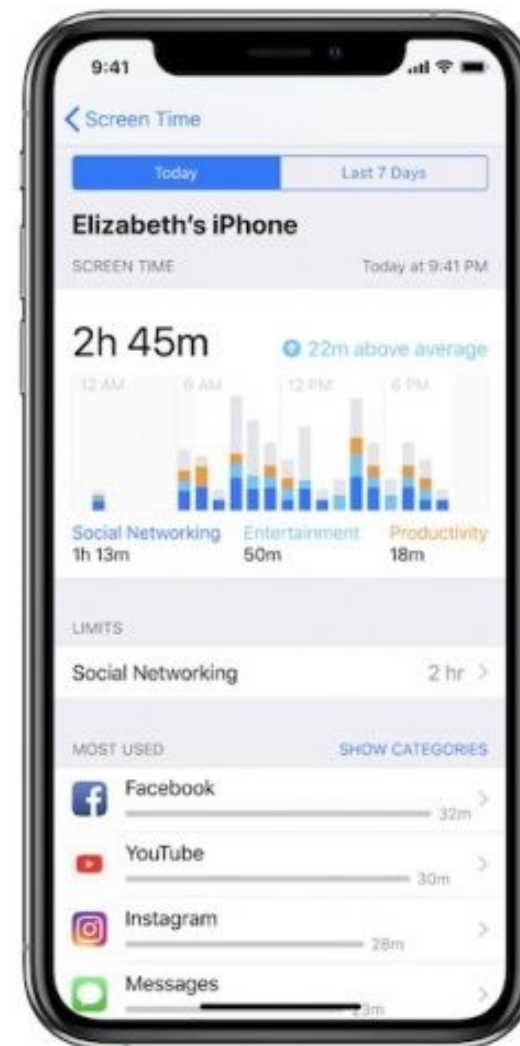 9:41
Screen Time
Today Last 7 Days
Elizabeth's iPhone
SCREEN TIME Today at 9:41 PM
2h 45m 22m above average
12 AM 6 AM 12 PM 6 PM
Social Networking Entertainment Productivity
1h 13m 50m 18m
LIMITS
Social Networking 2 hr
MOST USED SHOW CATEGORIES
Facebook
32m
YouTube
30m
Instagram
28m
Messages
23m